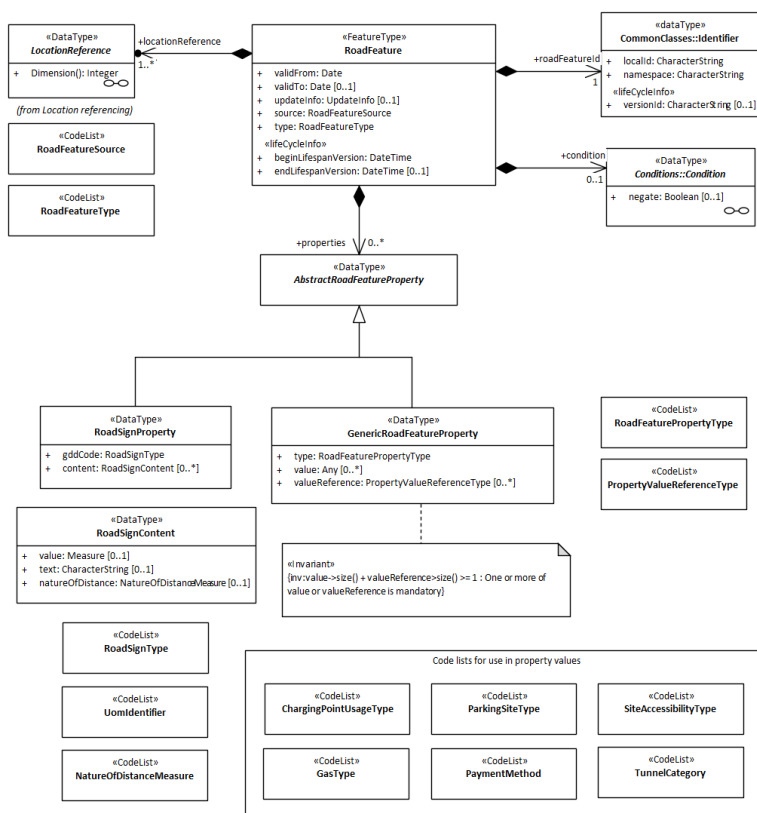 «DataType»
LocationReference
+ Dimension(): Integer
(from Location referencing)
+locationReference
1..*
«FeatureType»
RoadFeature
+ validFrom: Date
+ validTo: Date [0..1]
+ updateInfo: UpdateInfo [0..1]
+ source: RoadFeatureSource
+ type: RoadFeatureType
«lifeCycleInfo»
+ beginLifespanVersion: DateTime
+ endLifespanVersion: DateTime [0..1]
+roadFeatureId
1
«dataType»
CommonClasses::Identifier
+ localId: CharacterString
+ namespace: CharacterString
«lifeCycleInfo»
+ versionId: CharacterString [0..1]
«CodeList»
RoadFeatureSource
«CodeList»
RoadFeatureType
+condition
0..1
«DataType»
Conditions::Condition
+ negate: Boolean [0..1]
+properties
0..*
«DataType»
AbstractRoadFeatureProperty
«DataType»
RoadSignProperty
+ gddCode: RoadSignType
+ content: RoadSignContent [0..*]
«DataType»
GenericRoadFeatureProperty
+ type: RoadFeaturePropertyType
+ value: Any [0..*]
+ valueReference: PropertyValueReferenceType [0..*]
«CodeList»
RoadFeaturePropertyType
«CodeList»
PropertyValueReferenceType
«DataType»
RoadSignContent
+ value: Measure [0..1]
+ text: CharacterString [0..1]
+ natureOfDistance: NatureOfDistanceMeasure [0..1]
«Invariant»
{inv:value->size() + valueReference>size() >= 1 : One or more of
value or valueReference is mandatory}
«CodeList»
RoadSignType
«CodeList»
UomIdentifier
«CodeList»
NatureOfDistanceMeasure
Code lists for use in property values
«CodeList»
ChargingPointUsageType
«CodeList»
ParkingSiteType
«CodeList»
SiteAccessibilityType
«CodeList»
GasType
«CodeList»
PaymentMethod
«CodeList»
TunnelCategory